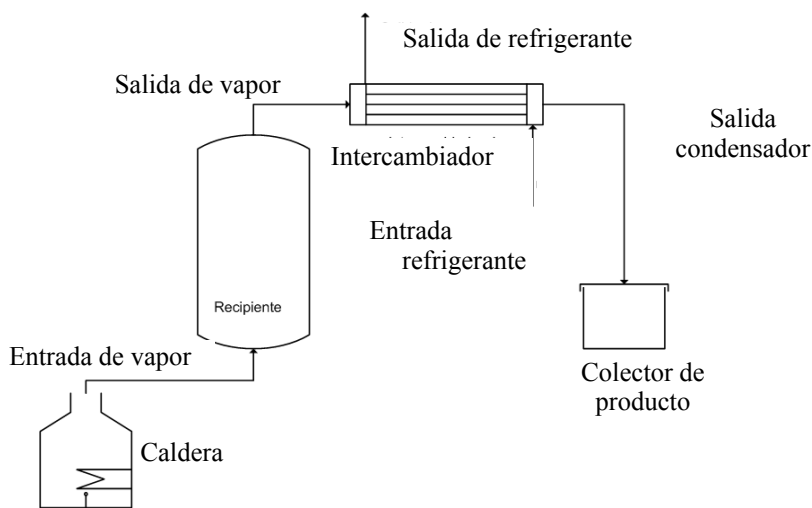 Salida de refrigerante
Salida de vapor
Salida
condensador
Intercambiador
Entrada
refrigerante
Recipiente
Entrada de vapor
Colector de
producto
Caldera